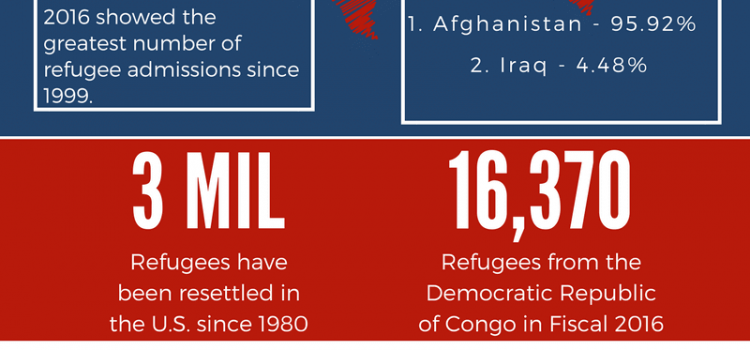 2016 showed the
greatest number of
refugee admissions since
1999.
1. Afghanistan - 95.92%
2. Iraq - 4.48%
3 MIL
Refugees have
been resettled in
the U.S. since 1980
16,370
Refugees from the
Democratic Republic
of Congo in Fiscal 2016